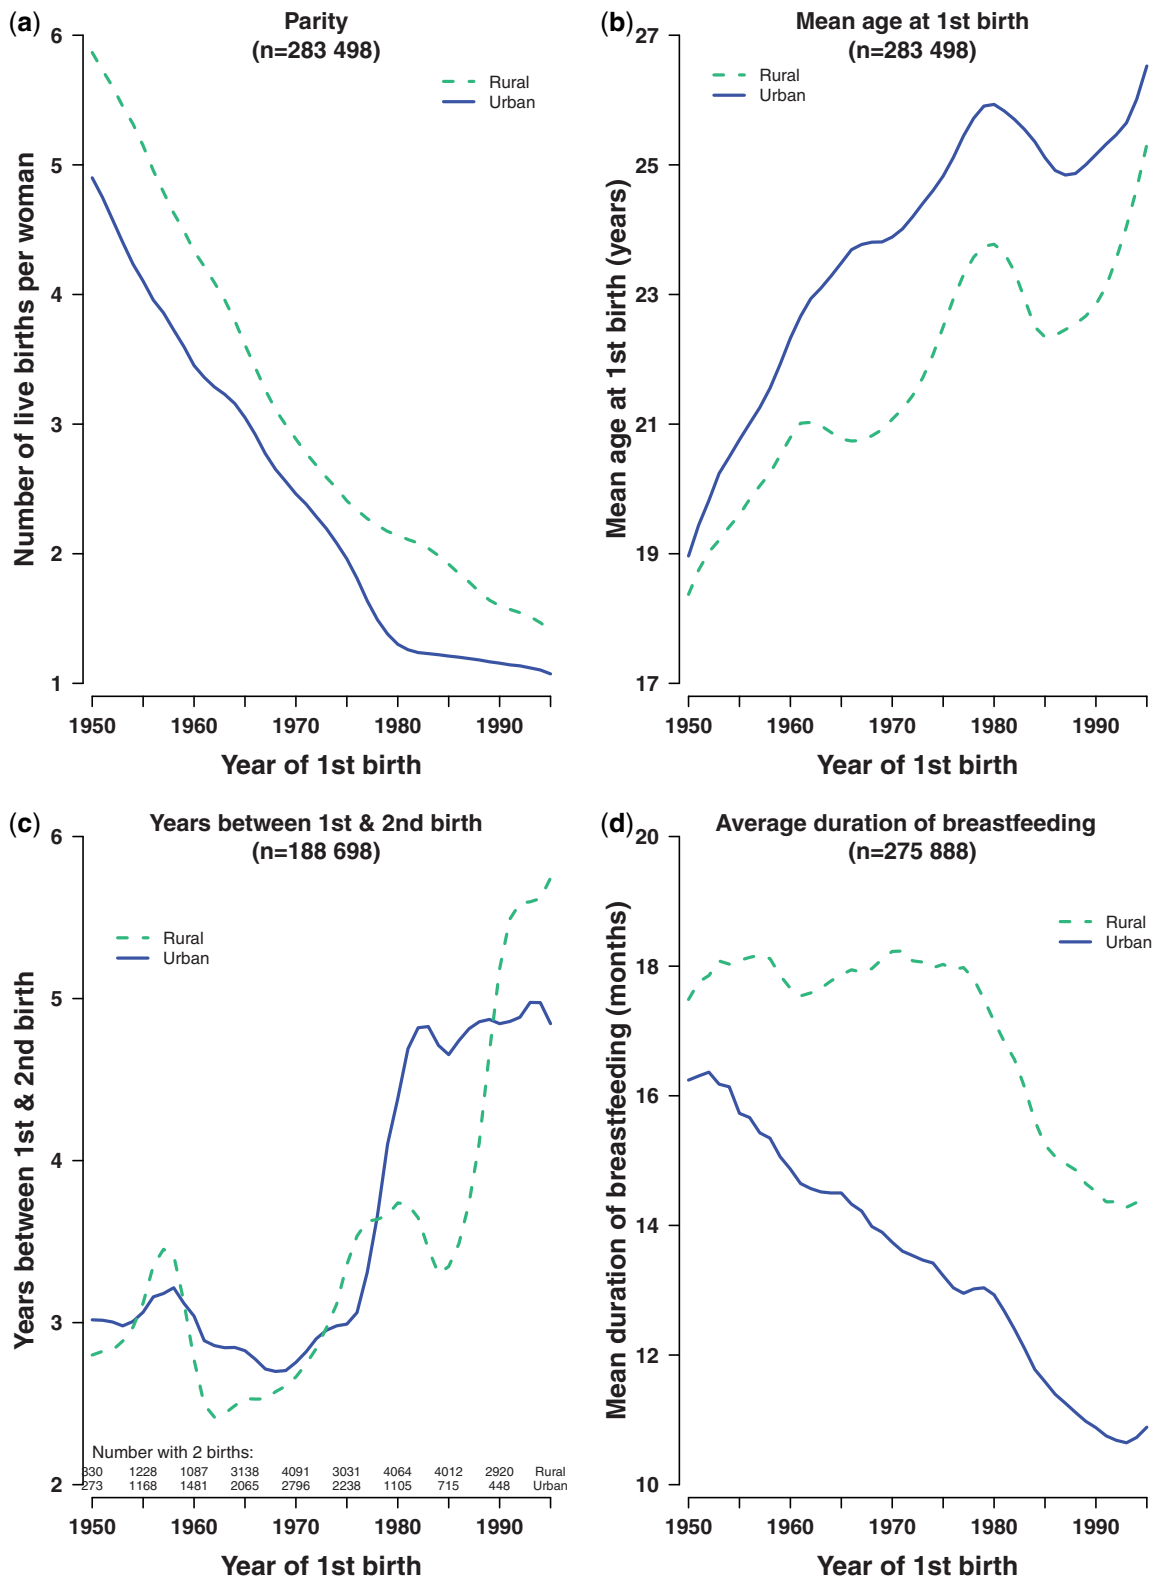 (a)
Parity
(n=283 498)
Rural
Urban
Number of live births per woman
6
5
4
3
2
1
1950 1960 1970 1980 1990
Year of 1st birth
(b)
Mean age at 1st birth
(n=283 498)
Rural
Urban
Mean age at 1st birth (years)
27
25
23
21
19
17
1950 1960 1970 1980 1990
Year of 1st birth
(c)
Years between 1st & 2nd birth
(n=188 698)
Rural
Urban
Years between 1st & 2nd birth
6
5
4
3
2
Number with 2 births:
330 1228 1087 3138 4091 3031 4064 4012 2920 Rural
273 1168 1481 2065 2796 2238 1105 715 448 Urban
1950 1960 1970 1980 1990
Year of 1st birth
(d)
Average duration of breastfeeding
(n=275 888)
Rural
Urban
Mean duration of breastfeeding (months)
20
18
16
14
12
10
1950 1960 1970 1980 1990
Year of 1st birth